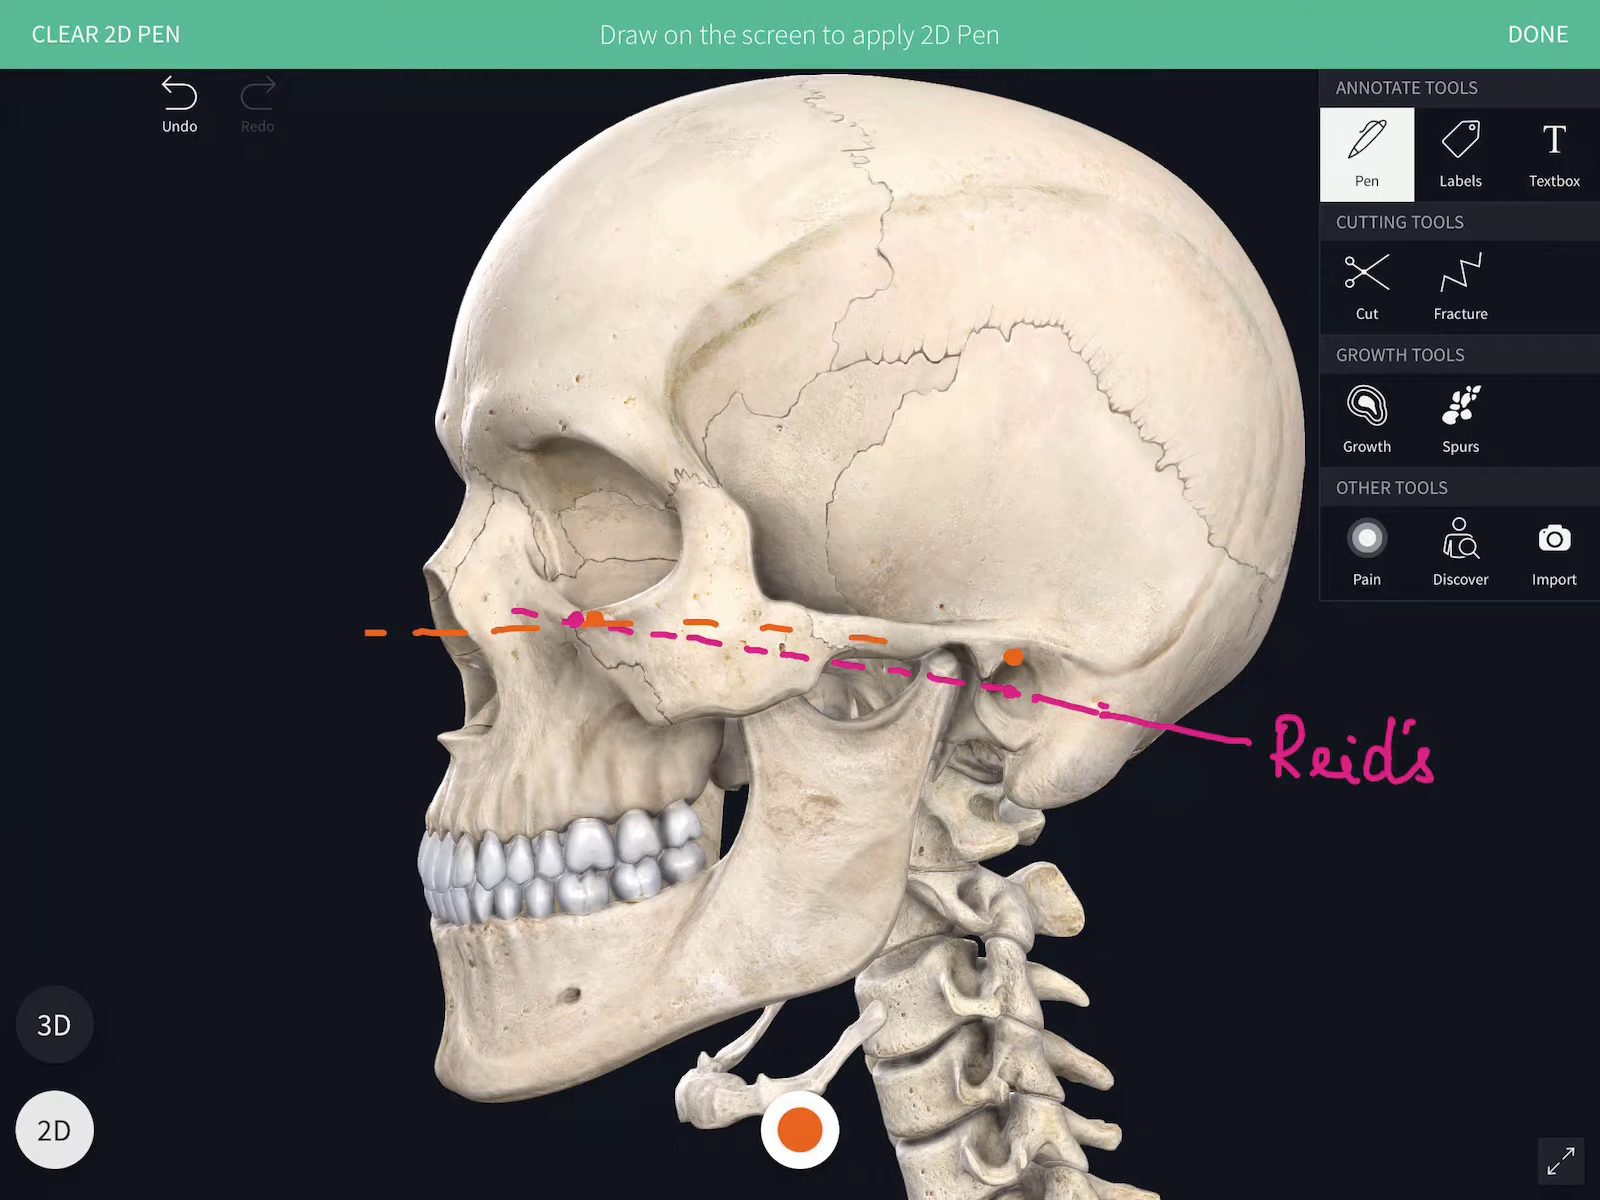 CLEAR 2D PEN
Draw on the screen to apply 2D Pen
DONE
Undo
Redo
ANNOTATE TOOLS
Pen
Labels
Textbox
CUTTING TOOLS
Cut
Fracture
GROWTH TOOLS
Growth
Spurs
OTHER TOOLS
Pain
Discover
Import
Reid's
3D
2D